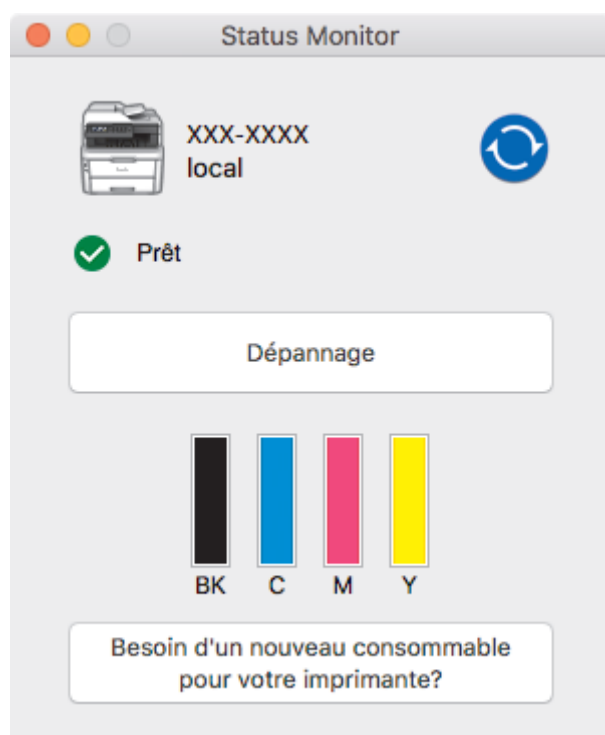 Status Monitor
XXX-XXXX
local
Prêt
Dépannage
BK C M Y
Besoin d'un nouveau consommable
pour votre imprimante?